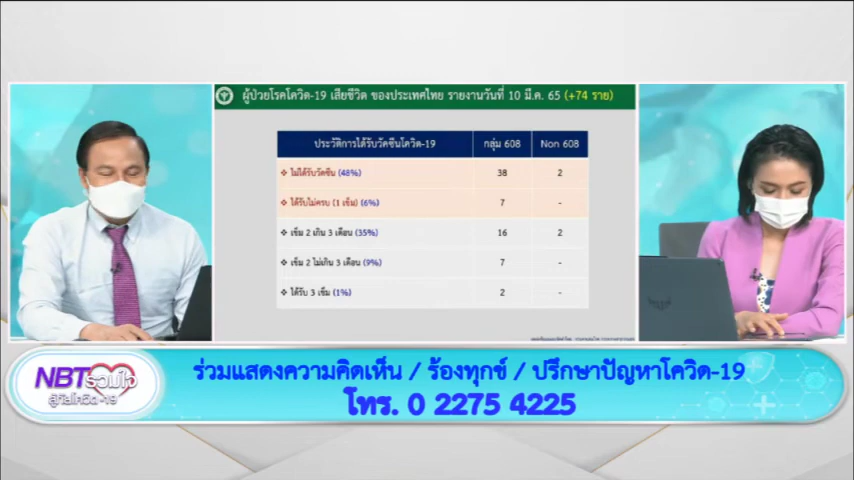 ผู้ป่วยโรคโควิด-19 เสียชีวิต ของประเทศไทย รายงานวันที่ 10 มี.ค. 65 (+74 ราย)
ประวัติการได้รับวัคซีนโควิด-19 กลุ่ม 608 Non 608
❖ ไม่ได้รับวัคซีน (48%) 38 2
❖ ได้รับไม่ครบ (1 เข็ม) (6%) 7 -
❖ เข็ม 2 เกิน 3 เดือน (35%) 16 2
❖ เข็ม 2 ไม่เกิน 3 เดือน (9%) 7 -
❖ ได้รับ 3 เข็ม (1%) 2 -
NBT รวมใจ
สู้ภัยโควิด-19
ร่วมแสดงความคิดเห็น / ร้องทุกข์ / ปรึกษาปัญหาโควิด-19
โทร. 0 2275 4225